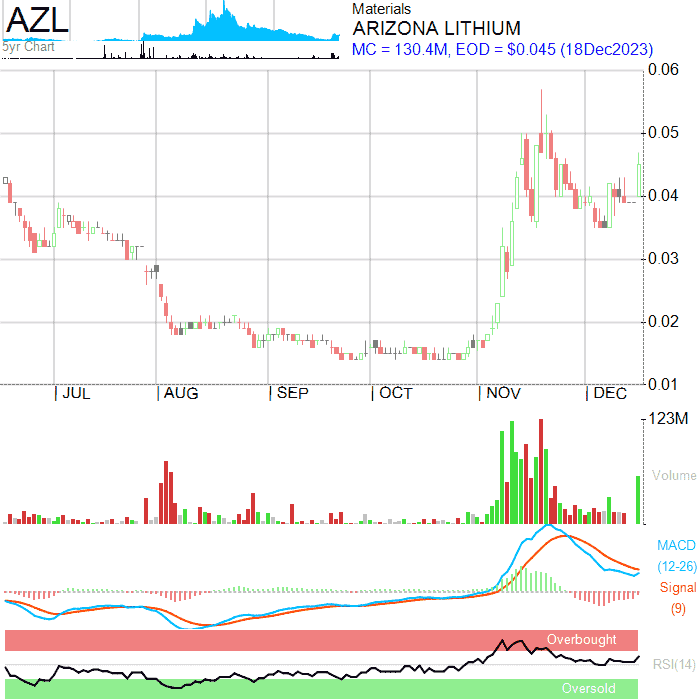 AZL
5yr Chart
Materials
ARIZONA LITHIUM
MC = 130.4M, EOD = $0.045 (18Dec2023)
0.06
0.05
0.04
0.03
0.02
0.01
JUL
AUG
SEP
OCT
NOV
DEC
123M
Volume
MACD
(12-26)
Signal
(9)
Overbought
RSI(14)
Oversold